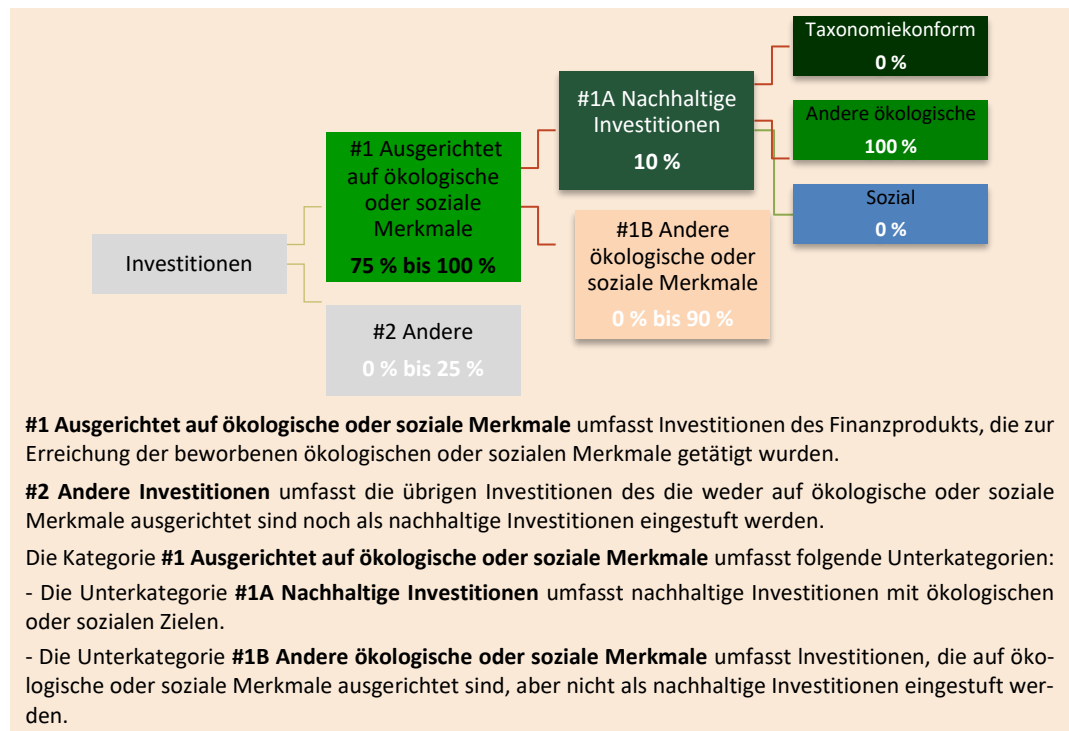 Taxonomiekonform
0 %
#1A Nachhaltige
Investitionen
10 %
Andere ökologische
100 %
#1 Ausgerichtet
auf ökologische
oder soziale
Merkmale
75 % bis 100 %
Sozial
0 %
#1B Andere
ökologische oder
soziale Merkmale
0 % bis 90 %
Investitionen
#2 Andere
0 % bis 25 %
#1 Ausgerichtet auf ökologische oder soziale Merkmale umfasst Investitionen des Finanzprodukts, die zur
Erreichung der beworbenen ökologischen oder sozialen Merkmale getätigt wurden.
#2 Andere Investitionen umfasst die übrigen Investitionen des die weder auf ökologische oder soziale
Merkmale ausgerichtet sind noch als nachhaltige Investitionen eingestuft werden.
Die Kategorie #1 Ausgerichtet auf ökologische oder soziale Merkmale umfasst folgende Unterkategorien:
- Die Unterkategorie #1A Nachhaltige Investitionen umfasst nachhaltige Investitionen mit ökologischen
oder sozialen Zielen.
- Die Unterkategorie #1B Andere ökologische oder soziale Merkmale umfasst Investitionen, die auf öko-
logische oder soziale Merkmale ausgerichtet sind, aber nicht als nachhaltige Investitionen eingestuft wer-
den.